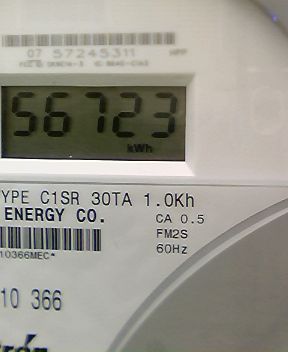 07 57245311
56723
kWh
YPE C1SR 30TA 1.0Kh
ENERGY CO.
CA 0.5
FM2S
60Hz
10366MEC*
10 366
trón